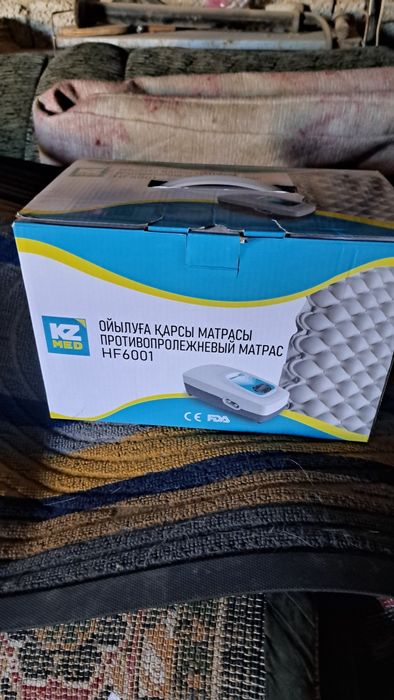 KZ
MED
ОЙЫЛУҒА ҚАРСЫ МАТРАСЫ
ПРОТИВОПРОЛЕЖНЕВЫЙ МАТРАС
HF6001
CE FDA